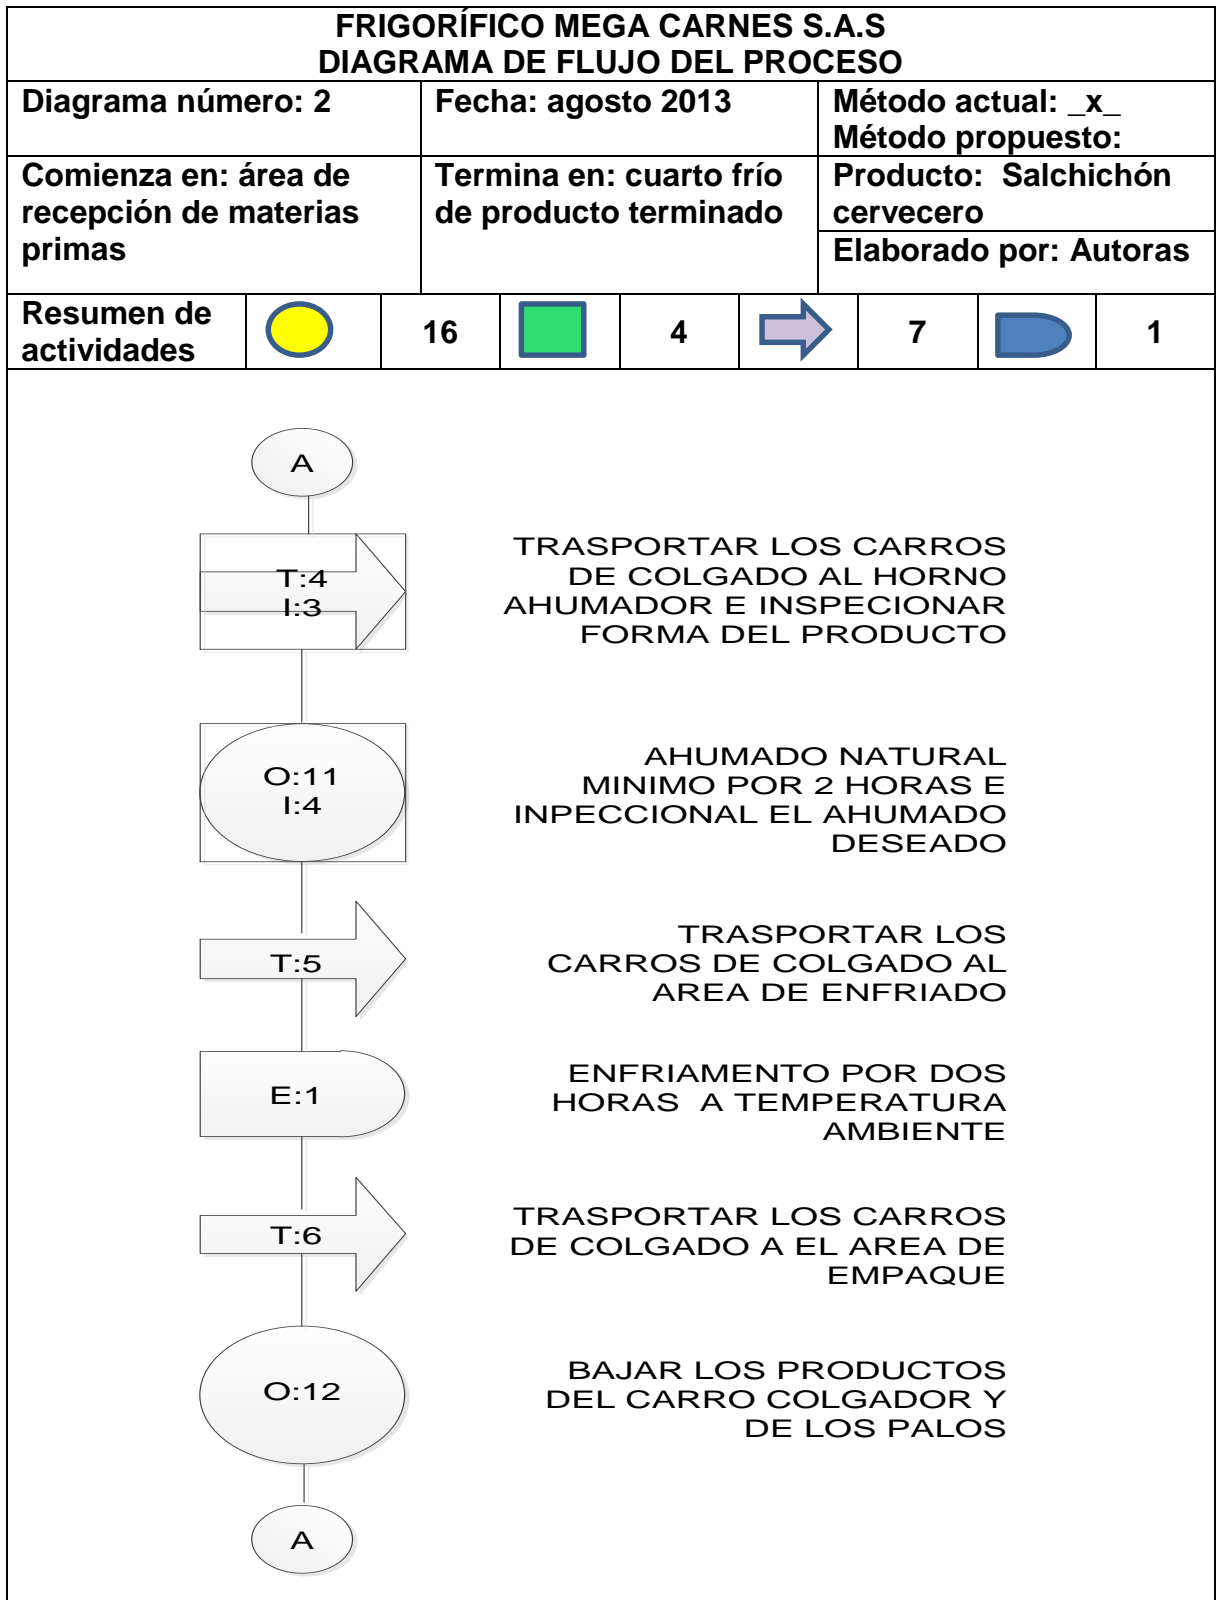 FRIGORÍFICO MEGA CARNES S.A.S
DIAGRAMA DE FLUJO DEL PROCESO
Diagrama número: 2
Fecha: agosto 2013
Método actual: _x_
Método propuesto:
Comienza en: área de
recepción de materias
primas
Termina en: cuarto frío
de producto terminado
Producto: Salchichón
cervecero
Elaborado por: Autoras
Resumen de
actividades
16
4
7
1
A
T:4
I:3
TRASPORTAR LOS CARROS
DE COLGADO AL HORNO
AHUMADOR E INSPECIONAR
FORMA DEL PRODUCTO
O:11
I:4
AHUMADO NATURAL
MINIMO POR 2 HORAS E
INPECCIONAL EL AHUMADO
DESEADO
T:5
TRASPORTAR LOS
CARROS DE COLGADO AL
AREA DE ENFRIADO
E:1
ENFRIAMENTO POR DOS
HORAS A TEMPERATURA
AMBIENTE
T:6
TRASPORTAR LOS CARROS
DE COLGADO A EL AREA DE
EMPAQUE
O:12
BAJAR LOS PRODUCTOS
DEL CARRO COLGADOR Y
DE LOS PALOS
A